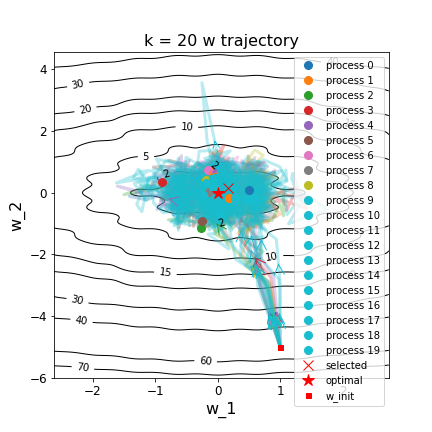 k = 20 w trajectory
w_2
4
2
0
−2
−4
−6
−2
−1
0
1
w_1
30
20
10
5
2
2
2
10
15
30
40
60
70
process 0
process 1
process 2
process 3
process 4
process 5
process 6
process 7
process 8
process 9
process 10
process 11
process 12
process 13
process 14
process 15
process 16
process 17
process 18
process 19
selected
optimal
w_init